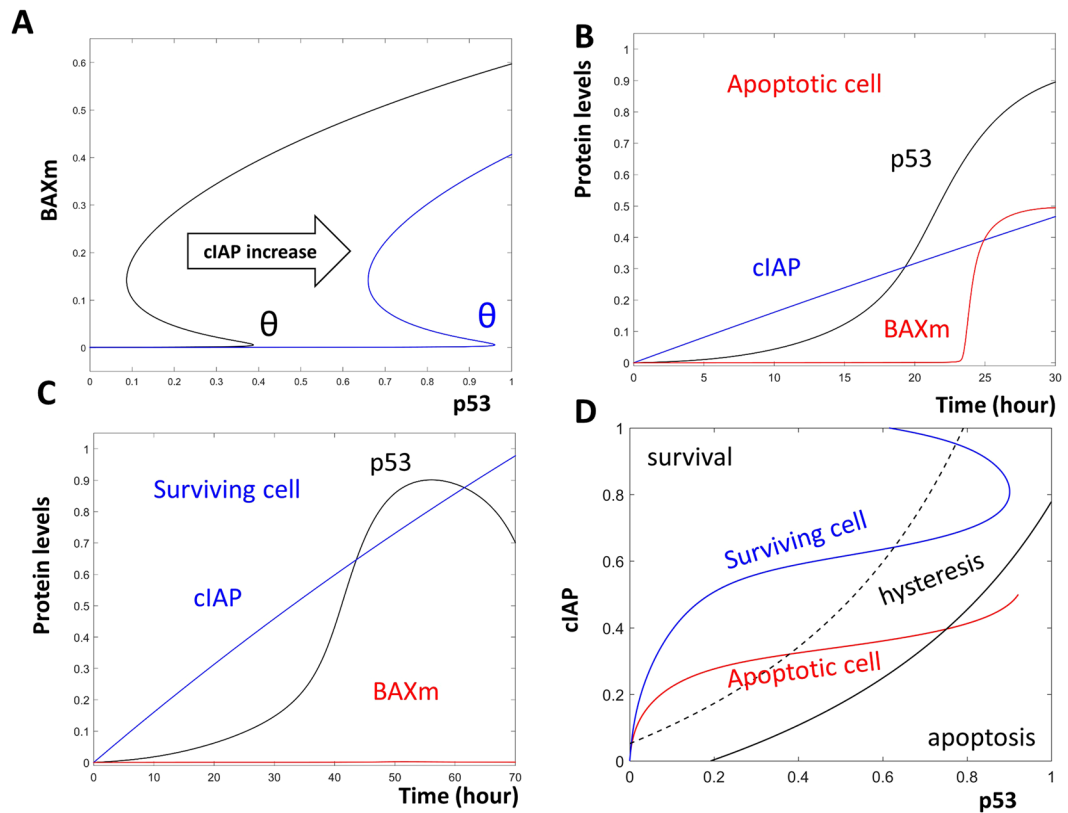 A
0.6
0.5
0.4
0.3
0.2
0.1
0
BAXm
cIAP increase
θ
θ
0 0.1 0.2 0.3 0.4 0.5 0.6 0.7 0.8 0.9 1
p53
B
1
0.9
0.8
0.7
0.6
0.5
0.4
0.3
0.2
0.1
0
Protein levels
Apoptotic cell
p53
cIAP
BAXm
0 5 10 15 20 25 30
Time (hour)
C
1
0.9
0.8
0.7
0.6
0.5
0.4
0.3
0.2
0.1
0
Protein levels
p53
Surviving cell
cIAP
BAXm
0 10 20 30 40 50 60 70
Time (hour)
D
1
0.8
0.6
0.4
0.2
0
cIAP
survival
Surviving cell
hysteresis
Apoptotic cell
apoptosis
0 0.2 0.4 0.6 0.8 1
p53